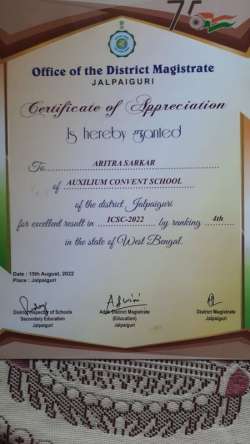 75
Office of the District Magistrate
JALPAIGURI
Certificate of Appreciation
Is hereby granted
To ARITRA SARKAR
of AUXILIUM CONVENT SCHOOL
of the district Jalpaiguri
for excellent result in ICSC-2022 by ranking 4th
in the state of West Bengal.
Date : 15th August, 2022
Place : Jalpaiguri
District Inspector of Schools
Secondary Education
Jalpaiguri
Addl. District Magistrate
(Education)
Jalpaiguri
District Magistrate
Jalpaiguri